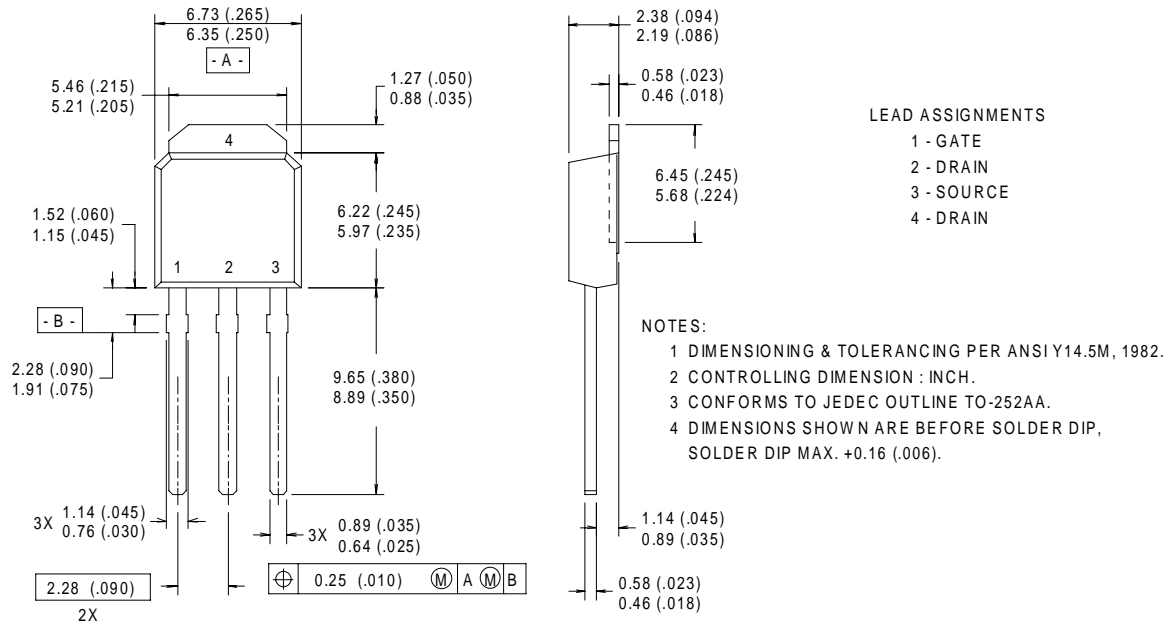 6.73 (.265)
6.35 (.250)
- A -
5.46 (.215)
5.21 (.205)
1.27 (.050)
0.88 (.035)
4
1.52 (.060)
1.15 (.045)
6.22 (.245)
5.97 (.235)
1 2 3
- B -
2.28 (.090)
1.91 (.075)
9.65 (.380)
8.89 (.350)
3X 1.14 (.045)
0.76 (.030)
3X 0.89 (.035)
0.64 (.025)
2.28 (.090)
2X
0.25 (.010) M A M B
2.38 (.094)
2.19 (.086)
0.58 (.023)
0.46 (.018)
6.45 (.245)
5.68 (.224)
1.14 (.045)
0.89 (.035)
0.58 (.023)
0.46 (.018)
LEAD ASSIGNMENTS
1 - GATE
2 - DRAIN
3 - SOURCE
4 - DRAIN
NOTES:
1 DIMENSIONING & TOLERANCING PER ANSI Y14.5M, 1982.
2 CONTROLLING DIMENSION : INCH.
3 CONFORMS TO JEDEC OUTLINE TO-252AA.
4 DIMENSIONS SHOWN ARE BEFORE SOLDER DIP,
SOLDER DIP MAX. +0.16 (.006).